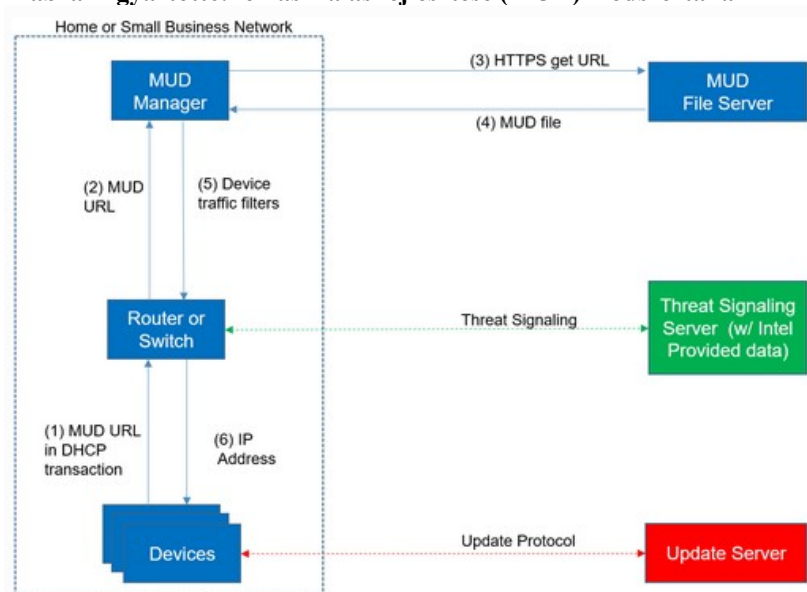 Home or Small Business Network
MUD
Manager
(3) HTTPS get URL
MUD
File Server
(4) MUD file
(2) MUD
URL
(5) Device
traffic filters
Router or
Switch
Threat Signaling
Threat Signaling
Server (w/ Intel
Provided data)
(1) MUD URL
in DHCP
transaction
(6) IP
Address
Devices
Update Protocol
Update Server